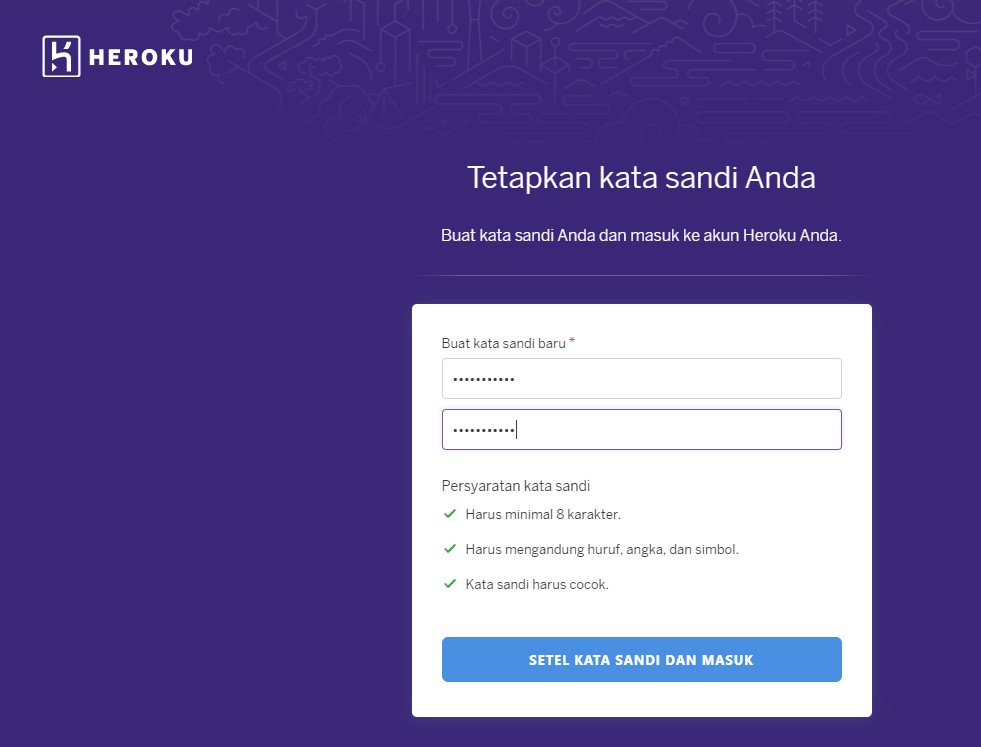 HEROKU
Tetapkan kata sandi Anda
Buat kata sandi Anda dan masuk ke akun Heroku Anda.
Buat kata sandi baru *
•••••••••••
•••••••••••
Persyaratan kata sandi
Harus minimal 8 karakter.
Harus mengandung huruf, angka, dan simbol.
Kata sandi harus cocok.
SETEL KATA SANDI DAN MASUK